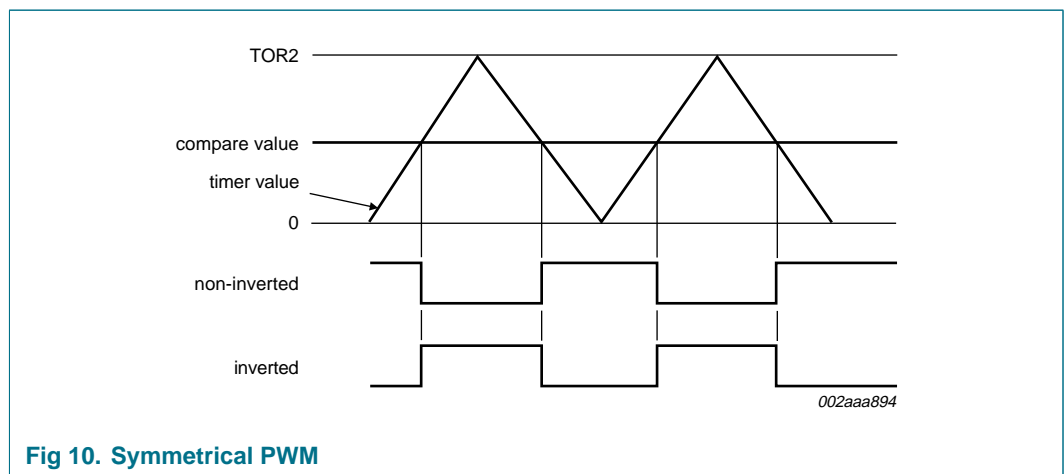 TOR2
compare value
timer value
0
non-inverted
inverted
002aaa894
Fig 10. Symmetrical PWM